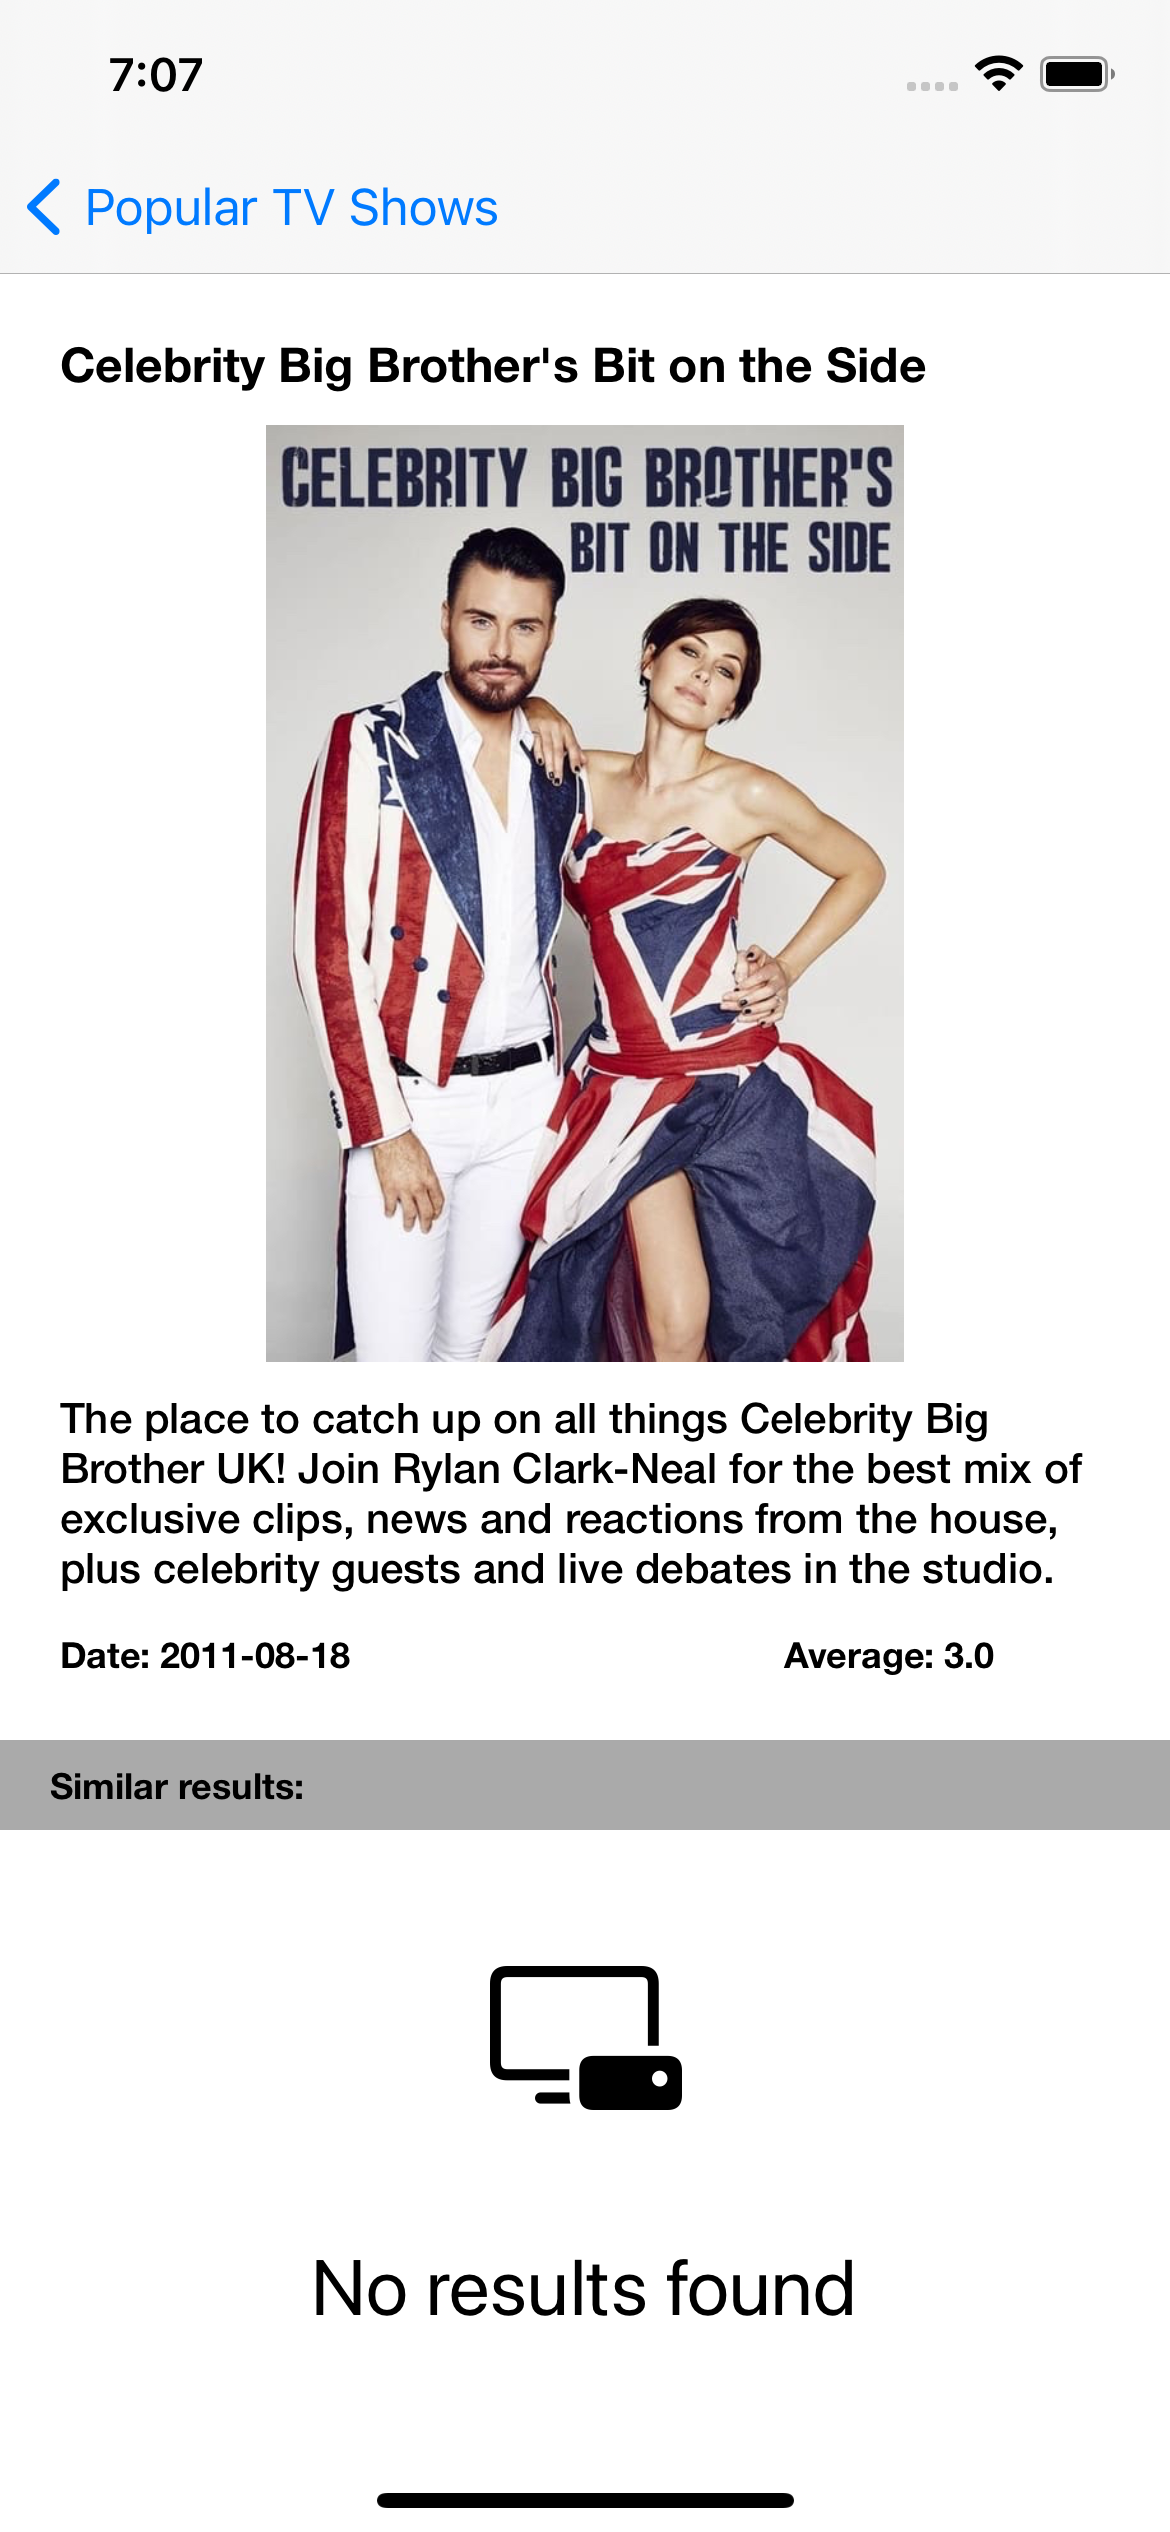 7:07
Popular TV Shows
Celebrity Big Brother's Bit on the Side
CELEBRITY BIG BROTHER'S
BIT ON THE SIDE
The place to catch up on all things Celebrity Big
Brother UK! Join Rylan Clark-Neal for the best mix of
exclusive clips, news and reactions from the house,
plus celebrity guests and live debates in the studio.
Date: 2011-08-18
Average: 3.0
Similar results:
No results found